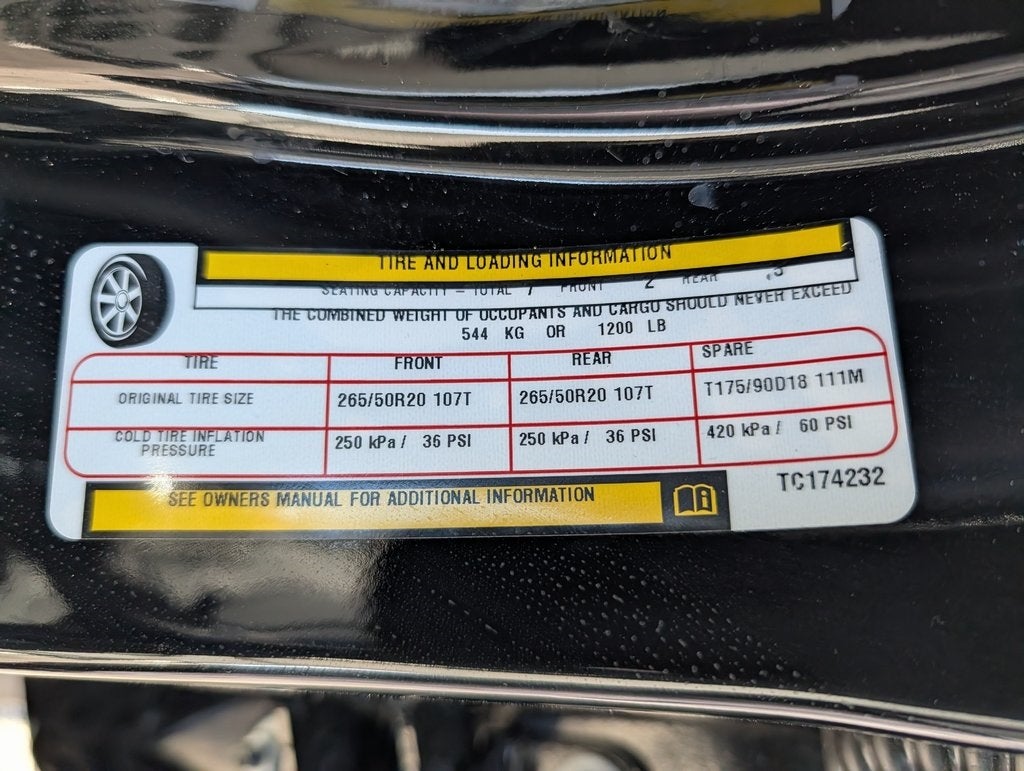 TIRE AND LOADING INFORMATION
SEATING CAPACITY – TOTAL 7 FRONT 2 REAR
THE COMBINED WEIGHT OF OCCUPANTS AND CARGO SHOULD NEVER EXCEED
544 KG OR 1200 LB
TIRE FRONT REAR SPARE
ORIGINAL TIRE SIZE 265/50R20 107T 265/50R20 107T T175/90D18 111M
COLD TIRE INFLATION PRESSURE 250 kPa / 36 PSI 250 kPa / 36 PSI 420 kPa / 60 PSI
TC174232
SEE OWNERS MANUAL FOR ADDITIONAL INFORMATION